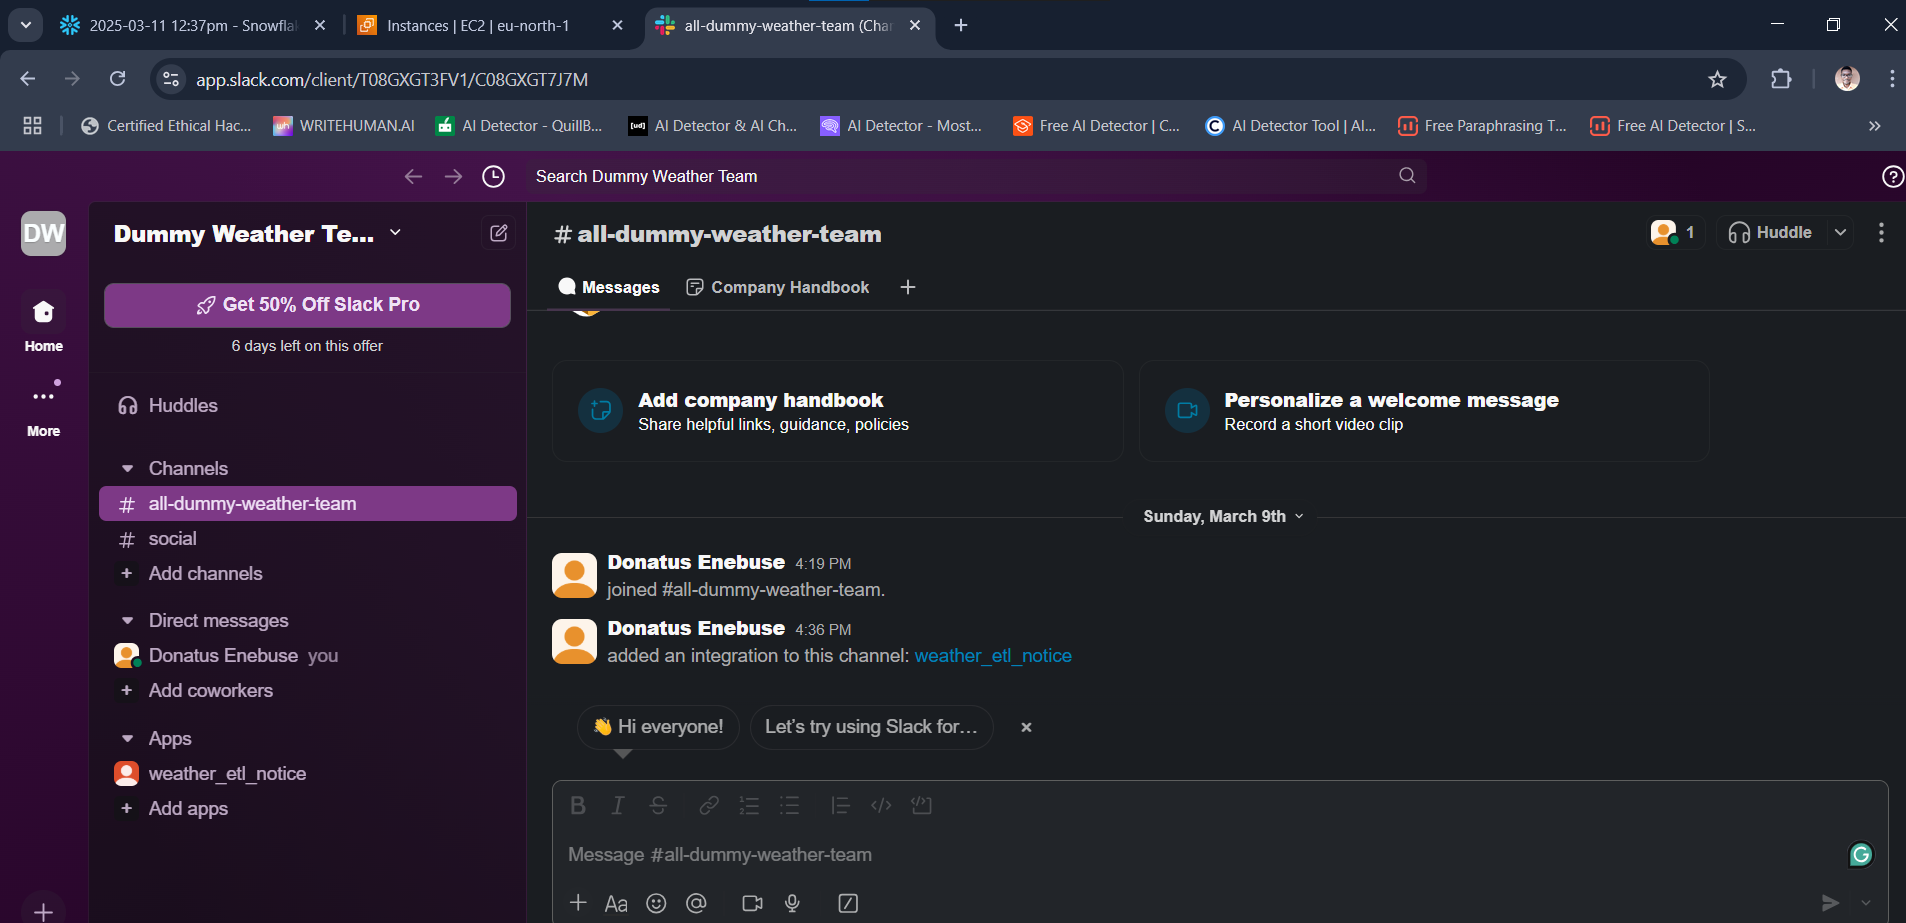 2025-03-11 12:37pm - Snowfla
Instances | EC2 | eu-north-1
all-dummy-weather-team (Char
app.slack.com/client/T08GXGT3FV1/C08GXGT7J7M
Certified Ethical Hac...
wh
WRITEHUMAN.AI
AI Detector - QuillB...
[ud]
AI Detector & AI Ch...
AI Detector - Most...
Free AI Detector | C...
AI Detector Tool | AI...
Free Paraphrasing T...
Free AI Detector | S...
Search Dummy Weather Team
DW
Home
More
Dummy Weather Te...
Get 50% Off Slack Pro
6 days left on this offer
Huddles
Channels
# all-dummy-weather-team
# social
+ Add channels
Direct messages
Donatus Enebuse you
+ Add coworkers
Apps
weather_etl_notice
+ Add apps
# all-dummy-weather-team
1
Huddle
Messages
Company Handbook
Add company handbook
Share helpful links, guidance, policies
Personalize a welcome message
Record a short video clip
Sunday, March 9th
Donatus Enebuse 4:19 PM
joined #all-dummy-weather-team.
Donatus Enebuse 4:36 PM
added an integration to this channel: weather_etl_notice
👋 Hi everyone!
Let's try using Slack for...
Message #all-dummy-weather-team
Aa